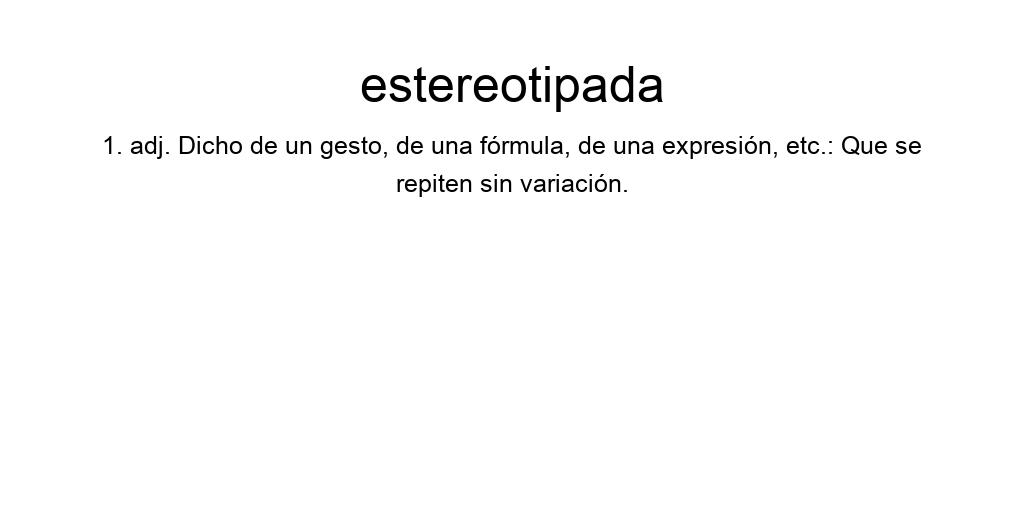 estereotipada
1. adj. Dicho de un gesto, de una fórmula, de una expresión, etc.: Que se
repiten sin variación.